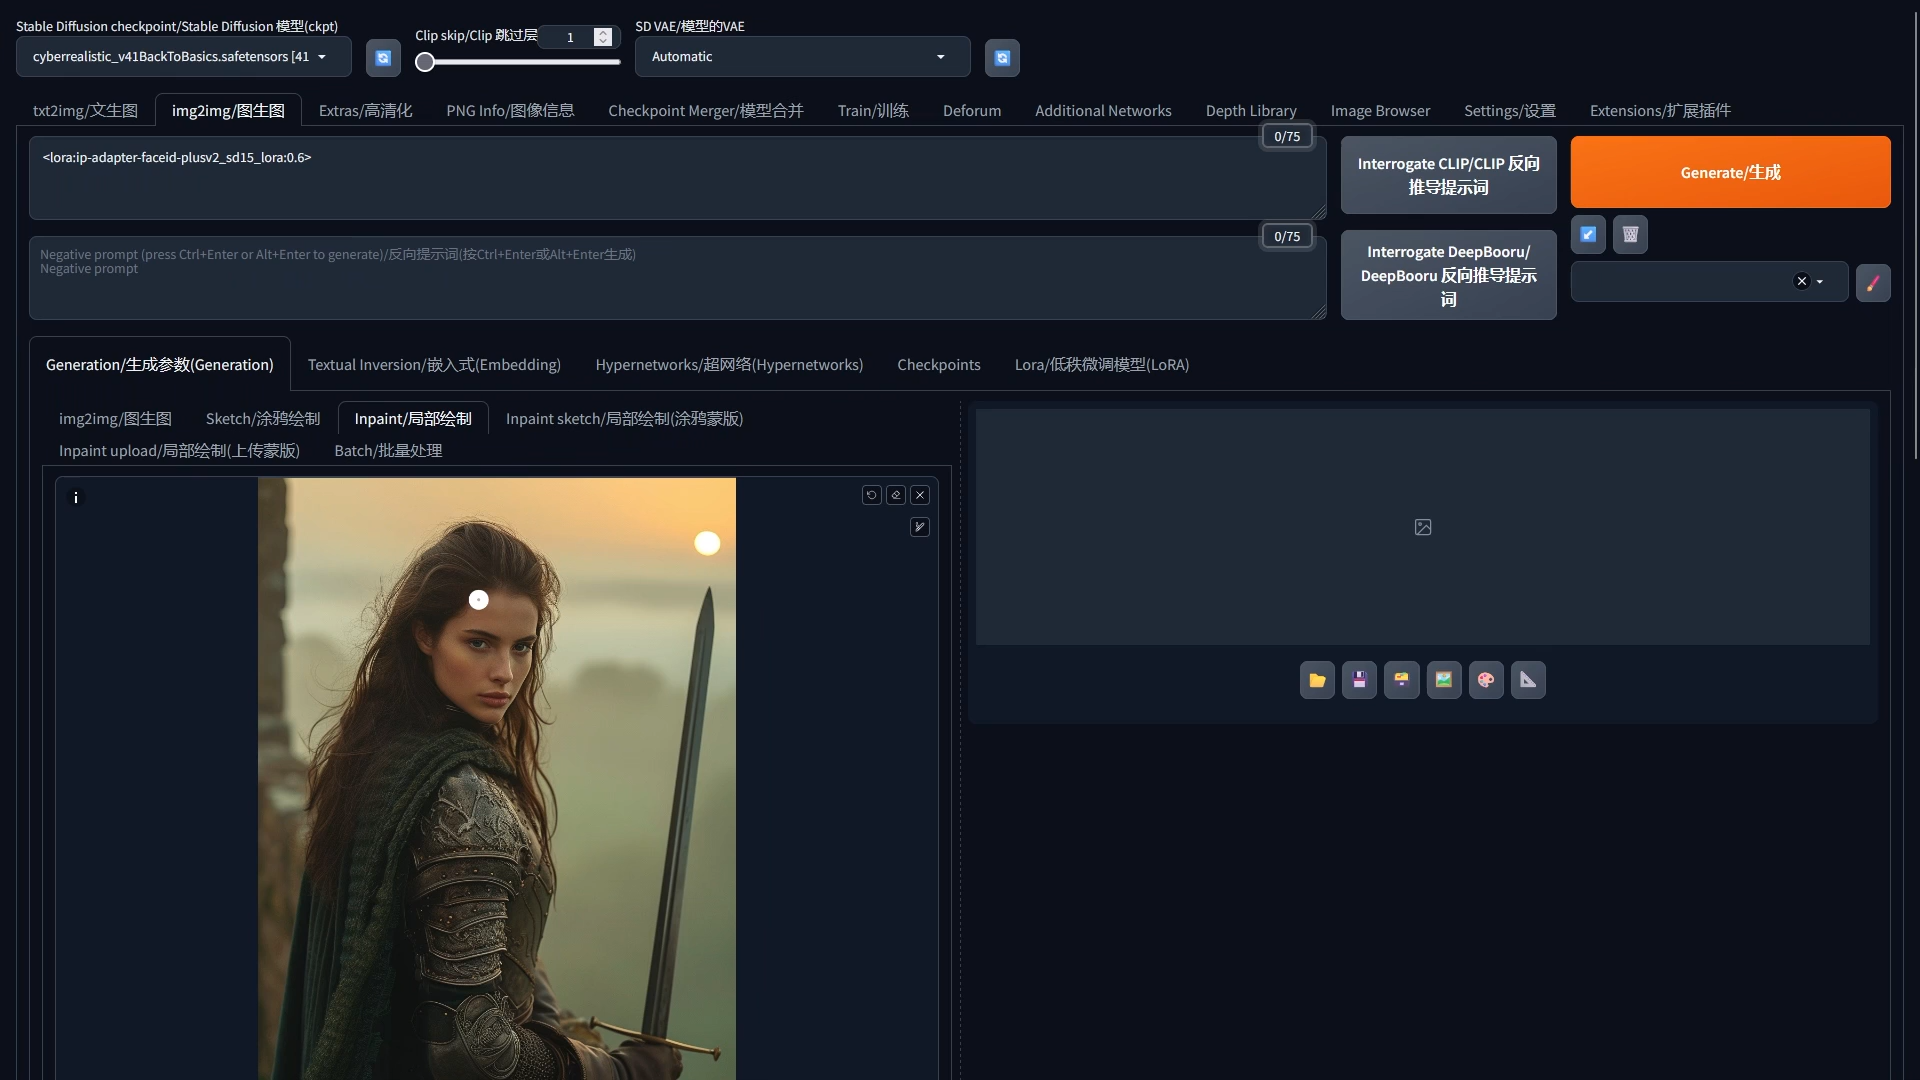 Stable Diffusion checkpoint/Stable Diffusion 模型(ckpt)
cyberrealistic_v41BackToBasics.safetensors [41
Clip skip/Clip 跳过层
1
SD VAE/模型的VAE
Automatic
txt2img/文生图
img2img/图生图
Extras/高清化
PNG Info/图像信息
Checkpoint Merger/模型合并
Train/训练
Deforum
Additional Networks
Depth Library
Image Browser
Settings/设置
Extensions/扩展插件
<lora:ip-adapter-faceid-plusv2_sd15_lora:0.6>
0/75
Interrogate CLIP/CLIP 反向
推导提示词
Generate/生成
Negative prompt (press Ctrl+Enter or Alt+Enter to generate)/反向提示词(按Ctrl+Enter或Alt+Enter生成)
Negative prompt
0/75
Interrogate DeepBooru/
DeepBooru 反向推导提示
词
Generation/生成参数(Generation)
Textual Inversion/嵌入式(Embedding)
Hypernetworks/超网络(Hypernetworks)
Checkpoints
Lora/低秩微调模型(LoRA)
img2img/图生图
Sketch/涂鸦绘制
Inpaint/局部绘制
Inpaint sketch/局部绘制(涂鸦蒙版)
Inpaint upload/局部绘制(上传蒙版)
Batch/批量处理